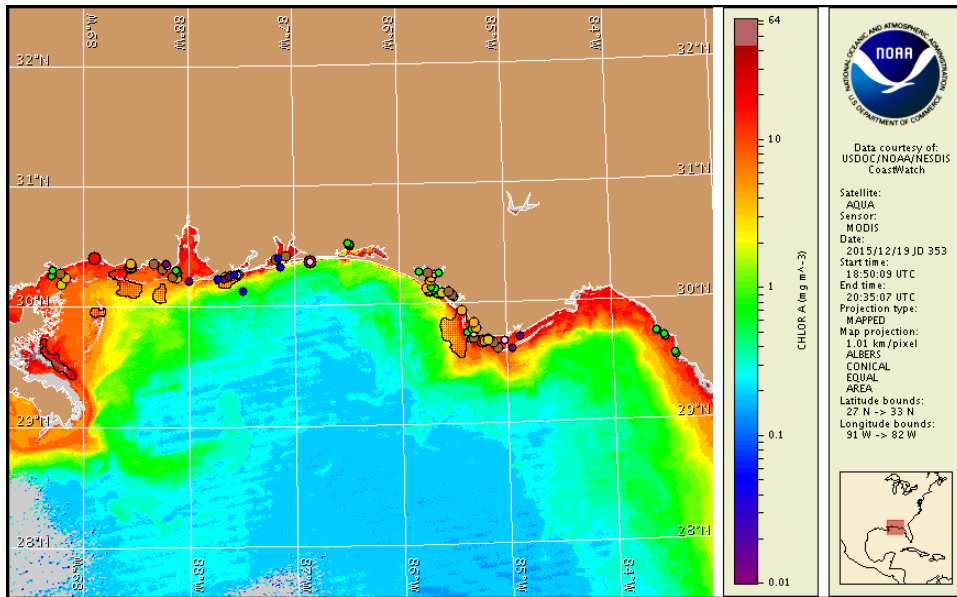 89°W
88°W
87°W
86°W
85°W
84°W
32°N
32°N
31°N
31°N
30°N
30°N
29°N
29°N
28°N
28°N
89°W
88°W
87°W
86°W
85°W
84°W
64
10
1
0.1
0.01
CHLOR A (mg m^-3)
NATIONAL OCEANIC AND ATMOSPHERIC ADMINISTRATION
NOAA
U.S. DEPARTMENT OF COMMERCE
Data courtesy of:
USDOC/NOAA/NESDIS
CoastWatch
Satellite:
AQUA
Sensor:
MODIS
Date:
2015/12/19 JD 353
Start time:
18:50:09 UTC
End time:
20:35:07 UTC
Projection type:
MAPPED
Map projection:
1.01 km/pixel
ALBERS
CONICAL
EQUAL
AREA
Latitude bounds:
27 N -> 33 N
Longitude bounds:
91 W -> 82 W